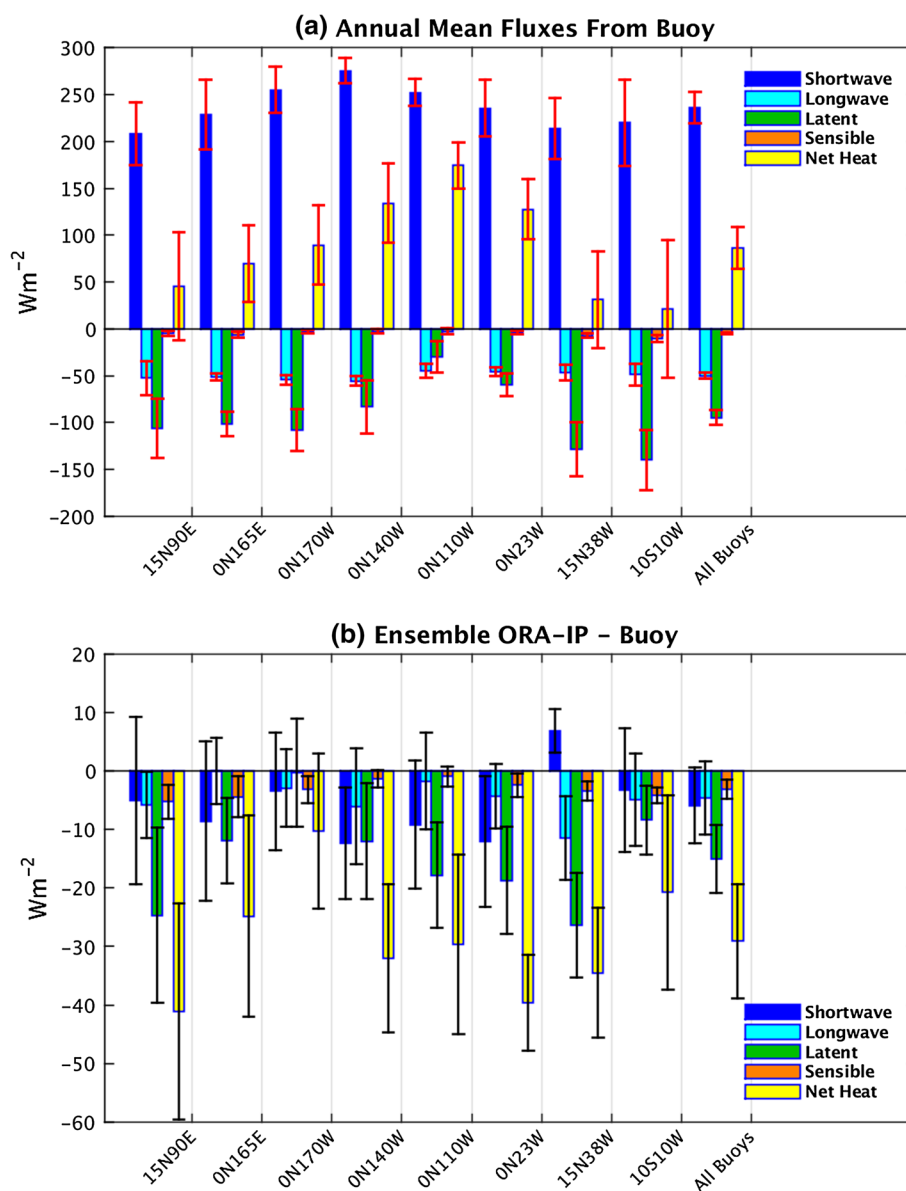 (a) Annual Mean Fluxes From Buoy
300
250
200
150
100
50
0
−50
−100
−150
−200
Wm⁻²
Shortwave
Longwave
Latent
Sensible
Net Heat
15N90E
0N165E
0N170W
0N140W
0N110W
0N23W
15N38W
10S10W
All Buoys
(b) Ensemble ORA−IP − Buoy
20
10
0
−10
−20
−30
−40
−50
−60
Wm⁻²
Shortwave
Longwave
Latent
Sensible
Net Heat
15N90E
0N165E
0N170W
0N140W
0N110W
0N23W
15N38W
10S10W
All Buoys